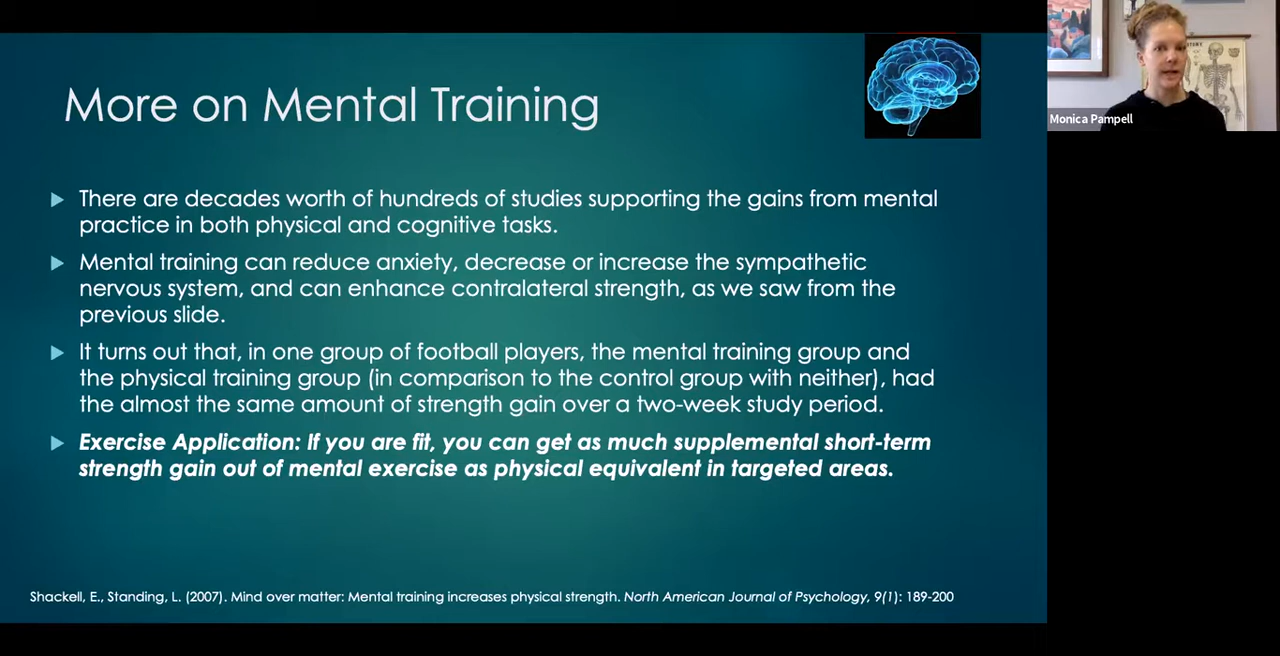 More on Mental Training
There are decades worth of hundreds of studies supporting the gains from mental
practice in both physical and cognitive tasks.
Mental training can reduce anxiety, decrease or increase the sympathetic
nervous system, and can enhance contralateral strength, as we saw from the
previous slide.
It turns out that, in one group of football players, the mental training group and
the physical training group (in comparison to the control group with neither), had
the almost the same amount of strength gain over a two-week study period.
Exercise Application: If you are fit, you can get as much supplemental short-term
strength gain out of mental exercise as physical equivalent in targeted areas.
Shackell, E., Standing, L. (2007). Mind over matter: Mental training increases physical strength. North American Journal of Psychology, 9(1): 189-200
Monica Pampell